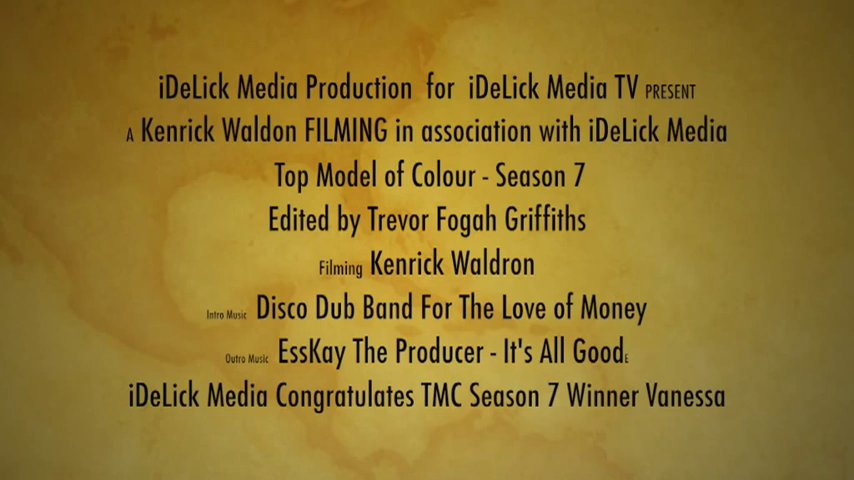 iDeLick Media Production for iDeLick Media TV PRESENT
A Kenrick Waldon FILMING in association with iDeLick Media
Top Model of Colour - Season 7
Edited by Trevor Fogah Griffiths
Filming Kenrick Waldron
Intro Music Disco Dub Band For The Love of Money
Outro Music EssKay The Producer - It's All GoodE
iDeLick Media Congratulates TMC Season 7 Winner Vanessa